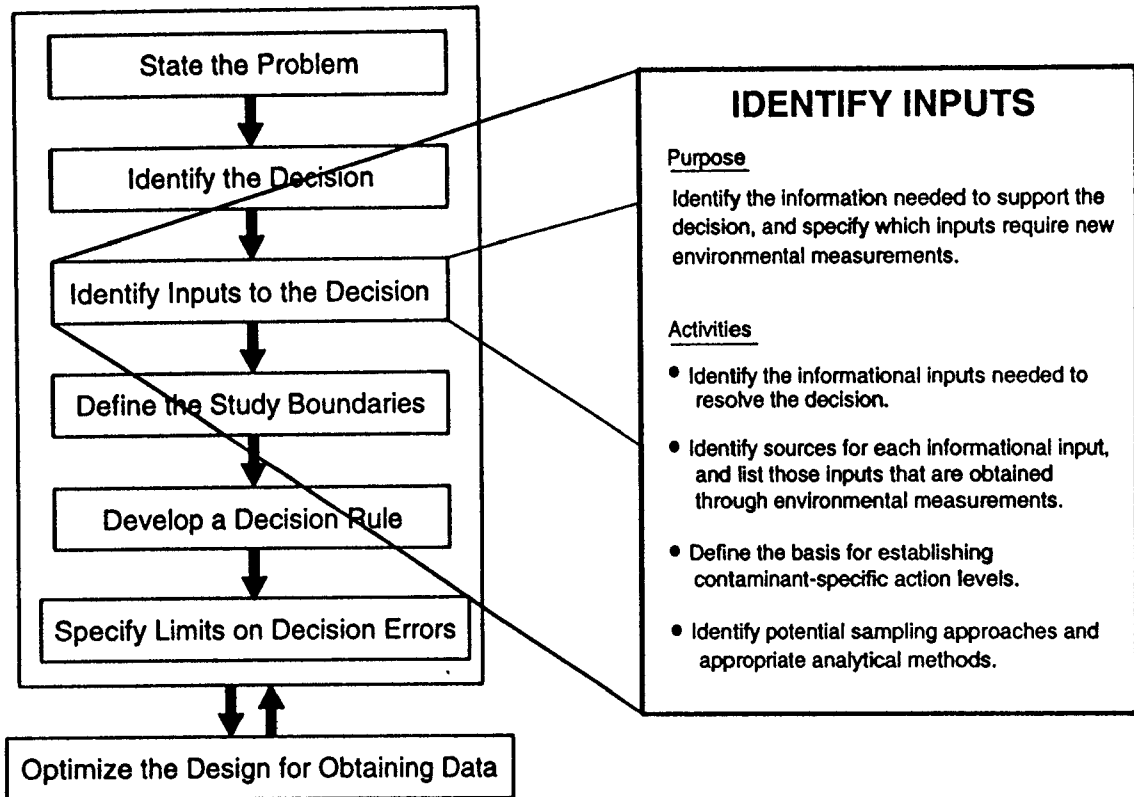 State the Problem
Identify the Decision
Identify Inputs to the Decision
Define the Study Boundaries
Develop a Decision Rule
Specify Limits on Decision Errors
Optimize the Design for Obtaining Data
IDENTIFY INPUTS
Purpose
Identify the information needed to support the
decision, and specify which inputs require new
environmental measurements.
Activities
• Identify the informational inputs needed to
resolve the decision.
• Identify sources for each informational input,
and list those inputs that are obtained
through environmental measurements.
• Define the basis for establishing
contaminant-specific action levels.
• Identify potential sampling approaches and
appropriate analytical methods.